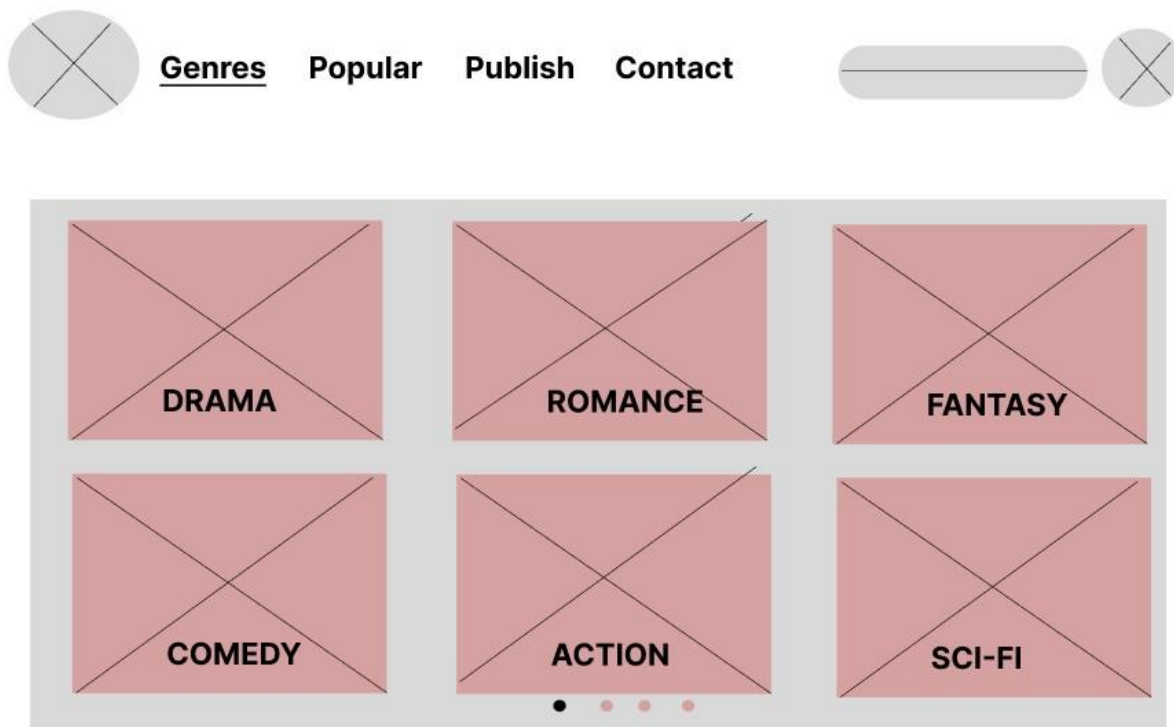 Genres Popular Publish Contact
DRAMA ROMANCE FANTASY
COMEDY ACTION SCI-FI